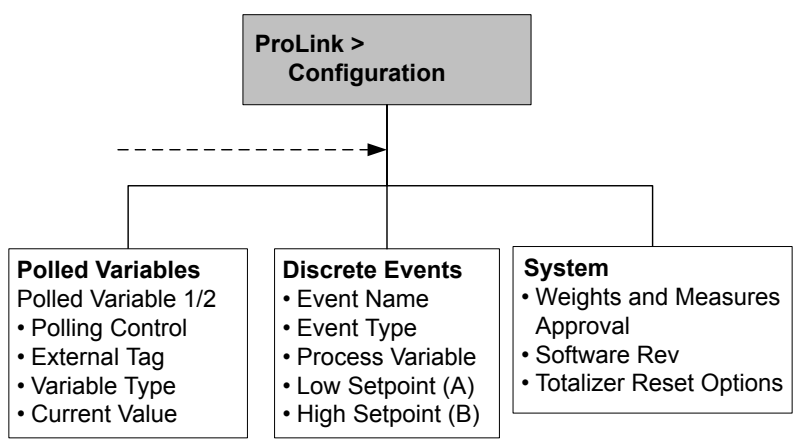 ProLink >
Configuration
Polled Variables
Polled Variable 1/2
• Polling Control
• External Tag
• Variable Type
• Current Value
Discrete Events
• Event Name
• Event Type
• Process Variable
• Low Setpoint (A)
• High Setpoint (B)
System
• Weights and Measures
Approval
• Software Rev
• Totalizer Reset Options